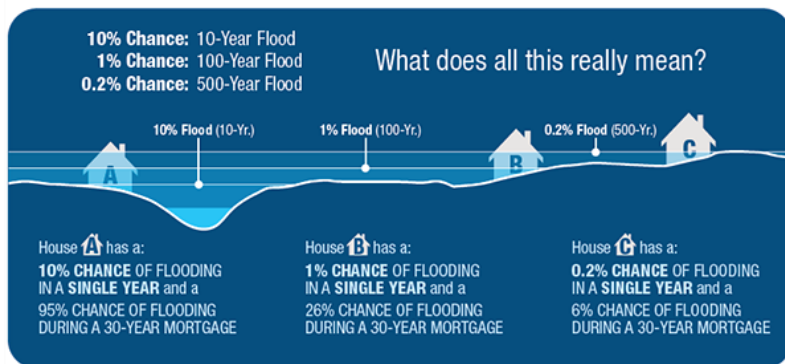 10% Chance: 10-Year Flood
1% Chance: 100-Year Flood
0.2% Chance: 500-Year Flood
What does all this really mean?
10% Flood (10-Yr.)
1% Flood (100-Yr.)
0.2% Flood (500-Yr.)
A
B
C
House A has a:
10% CHANCE OF FLOODING
IN A SINGLE YEAR and a
95% CHANCE OF FLOODING
DURING A 30-YEAR MORTGAGE
House B has a:
1% CHANCE OF FLOODING
IN A SINGLE YEAR and a
26% CHANCE OF FLOODING
DURING A 30-YEAR MORTGAGE
House C has a:
0.2% CHANCE OF FLOODING
IN A SINGLE YEAR and a
6% CHANCE OF FLOODING
DURING A 30-YEAR MORTGAGE